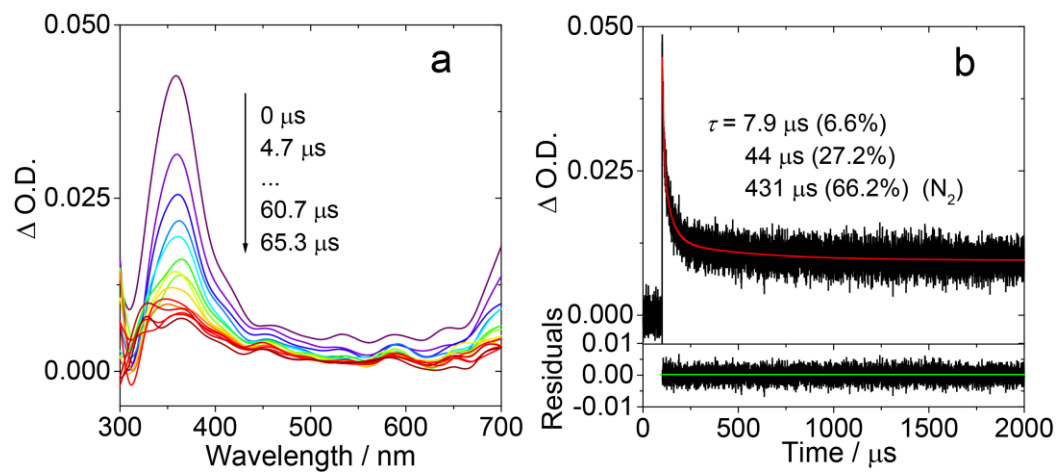 a
0.050
0.025
0.000
Δ O.D.
0 μs
4.7 μs
...
60.7 μs
65.3 μs
300 400 500 600 700
Wavelength / nm
b
0.050
0.025
0.000
Δ O.D.
τ = 7.9 μs (6.6%)
44 μs (27.2%)
431 μs (66.2%) (N₂)
0.01
0.00
-0.01
Residuals
0 500 1000 1250 1500 1750 2000
Time / μs